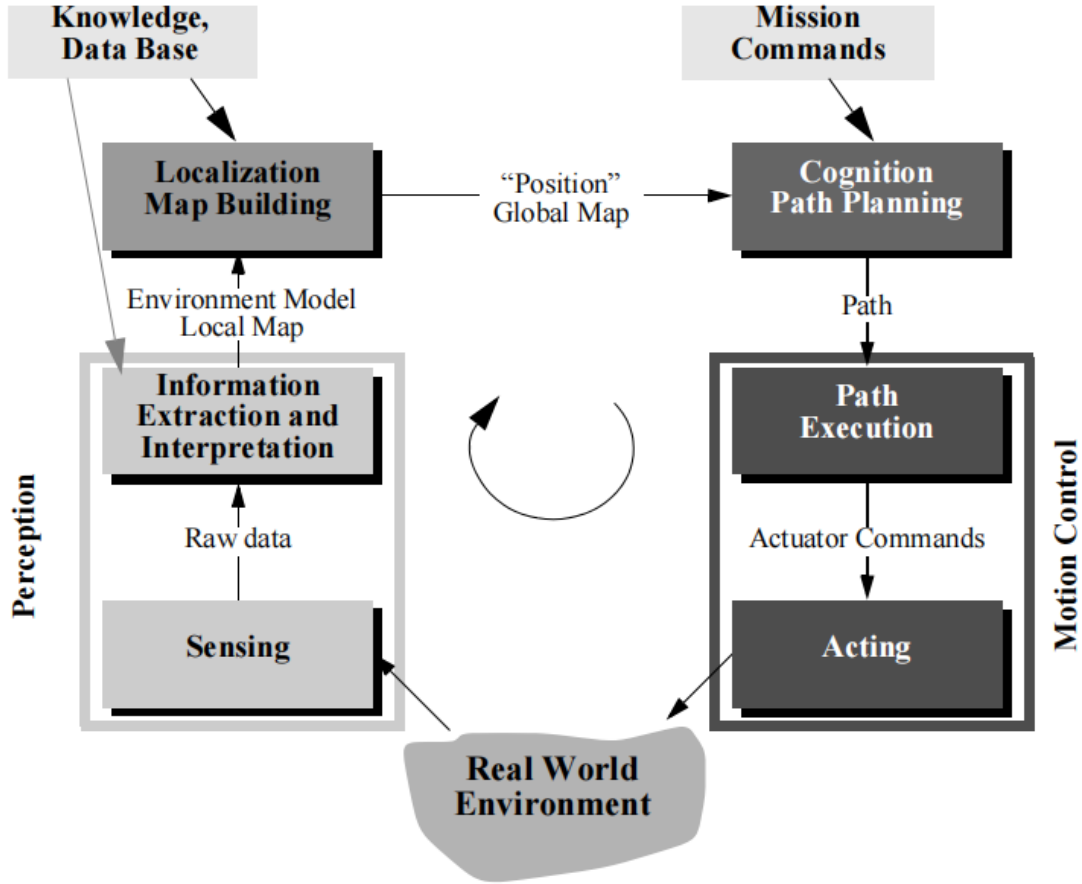 Knowledge,
Data Base
Mission
Commands
Localization
Map Building
“Position”
Global Map
Cognition
Path Planning
Environment Model
Local Map
Path
Information
Extraction and
Interpretation
Path
Execution
Perception
Raw data
Actuator Commands
Motion Control
Sensing
Acting
Real World
Environment